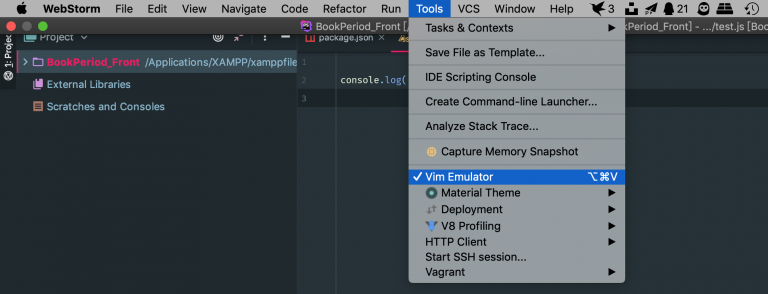 WebStorm File Edit View Navigate Code Refactor Run Tools VCS Window Help 3 21
Project
BookPeriod_Front [/
BookPeriod_Front] - .../test.js [Boo
1: Project
package.json
BookPeriod_Front /Applications/XAMPP/xamppfile
External Libraries
Scratches and Consoles
1
2 console.log(
3
Tasks & Contexts
Save File as Template...
IDE Scripting Console
Create Command-line Launcher...
Analyze Stack Trace...
Capture Memory Snapshot
✓ Vim Emulator ⌥⌘V
Material Theme
Deployment
V8 Profiling
HTTP Client
Start SSH session...
Vagrant